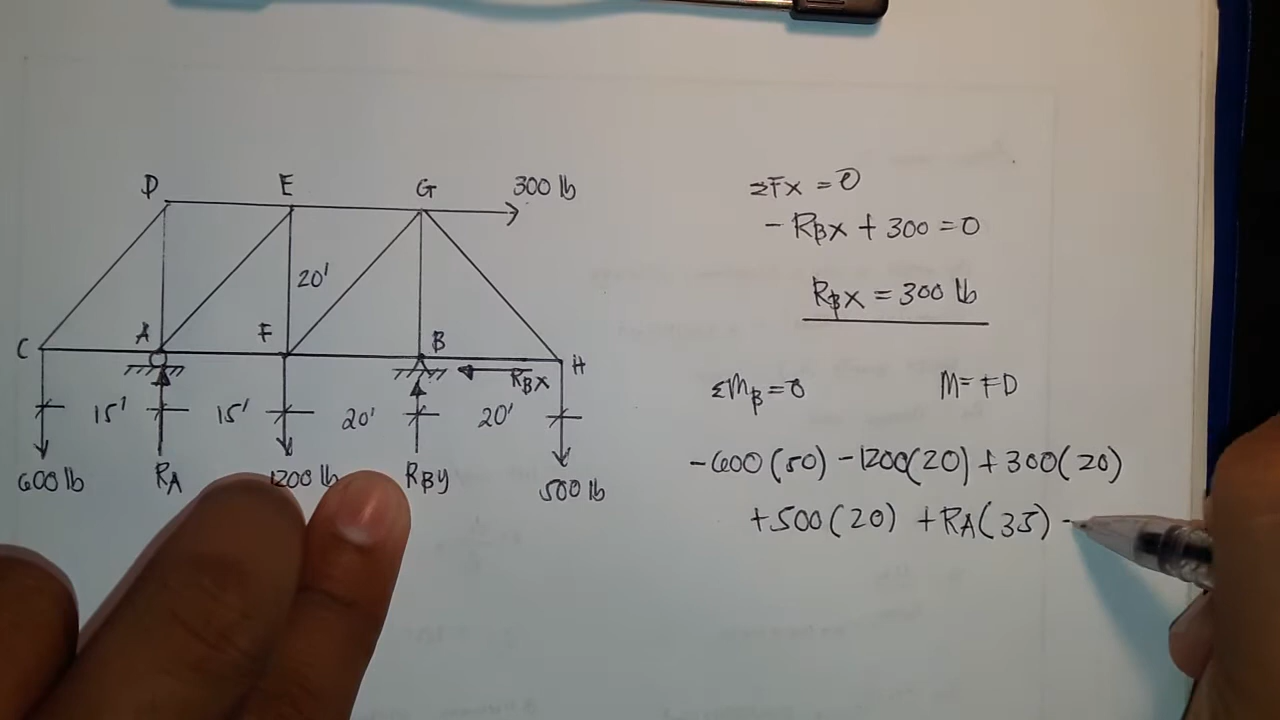 D E G 300 lb
20'
C A F B H
RBX
15' 15' 20' 20'
600 lb RA 1200 lb RBy 500 lb
ΣFx = 0
- RBX + 300 = 0
RBX = 300 lb
ΣMB = 0 M = FD
-600(50) -1200(20) +300(20)
+500(20) +RA(35) -